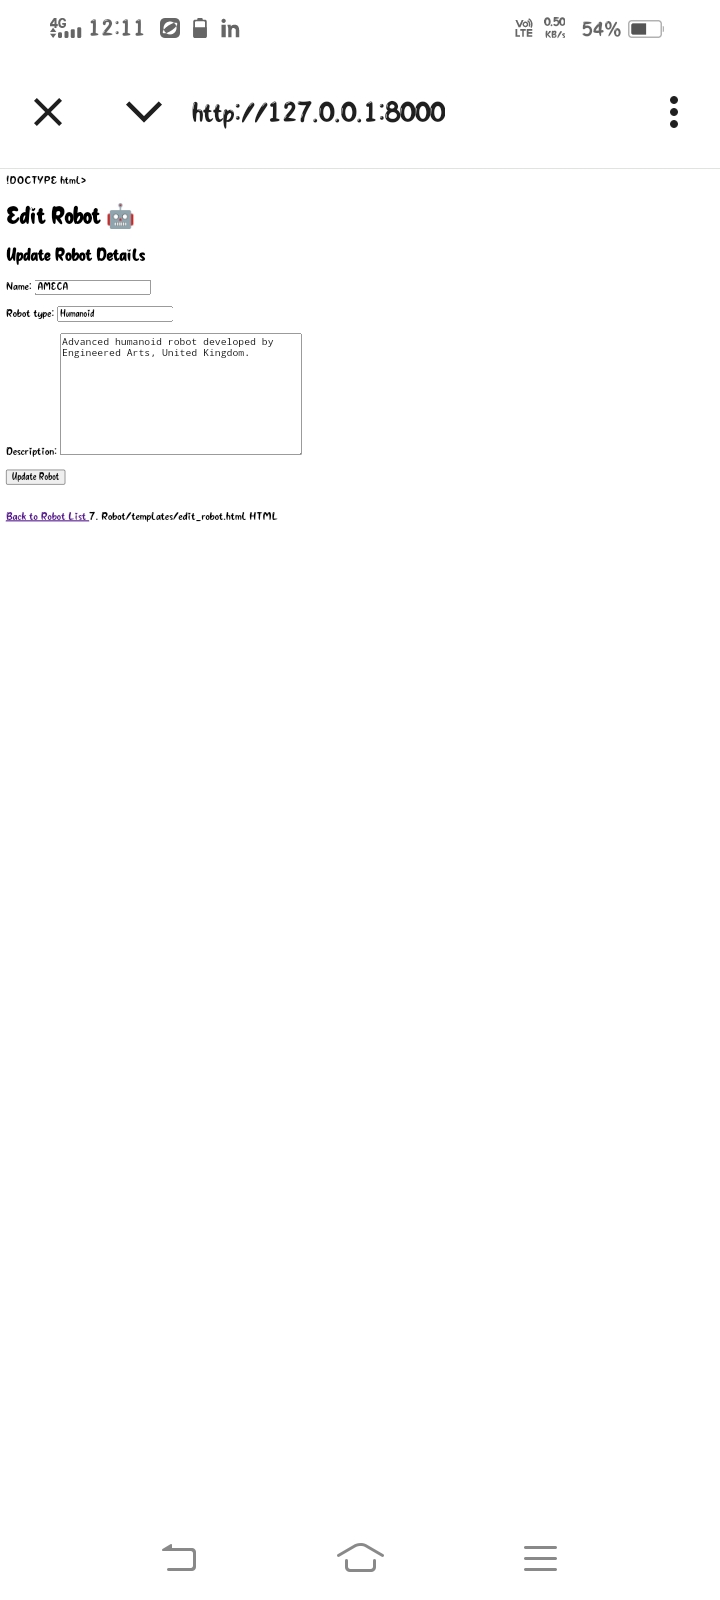 4G 12:11 in Vo)) LTE 0.50 KB/s 54%
http://127.0.0.1:8000
!DOCTYPE html>
Edit Robot 🤖
Update Robot Details
Name: AMECA
Robot type: Humanoid
Advanced humanoid robot developed by
Engineered Arts, United Kingdom.
Description:
Update Robot
Back to Robot List 7. Robot/templates/edit_robot.html HTML